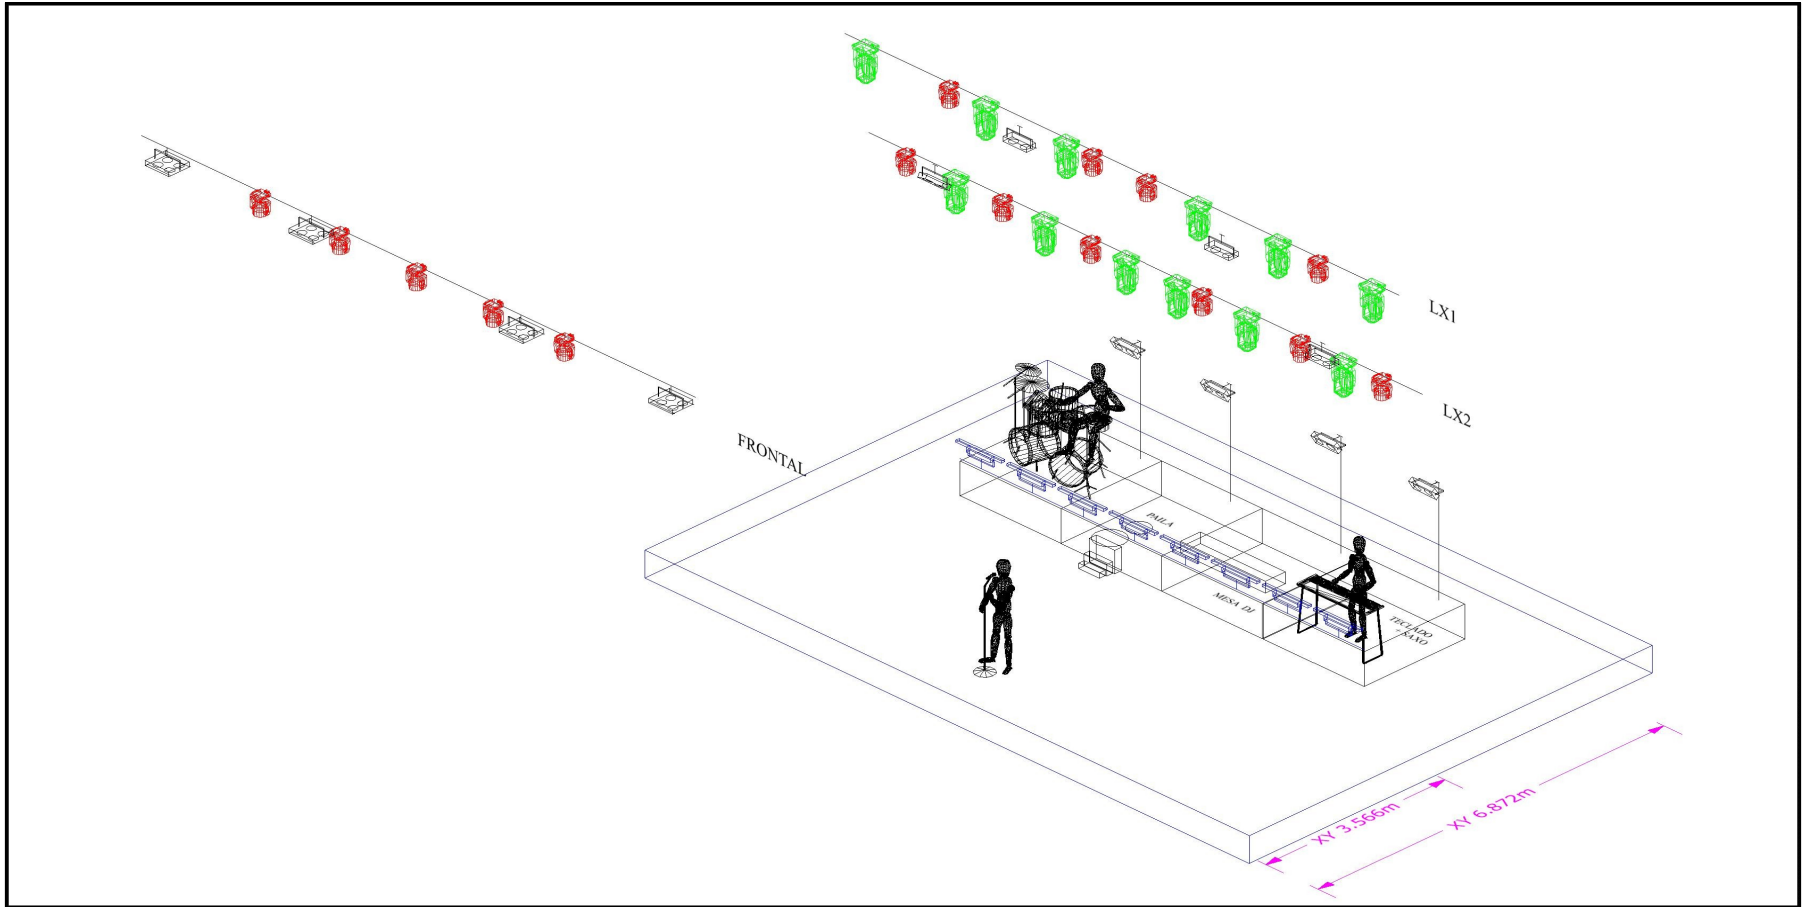 LX1
LX2
FRONTAL
PAILA
MESA DJ
TECLADO
+ SAXO
XY 3.566m
XY 6.872m